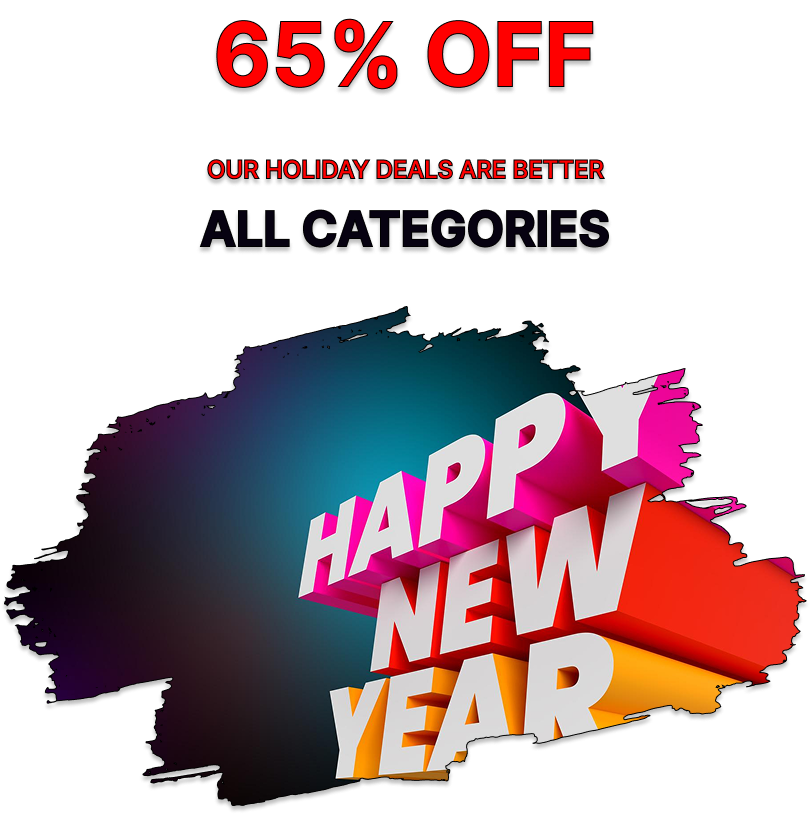 65% OFF
OUR HOLIDAY DEALS ARE BETTER
ALL CATEGORIES
HAPPY
NEW
YEAR